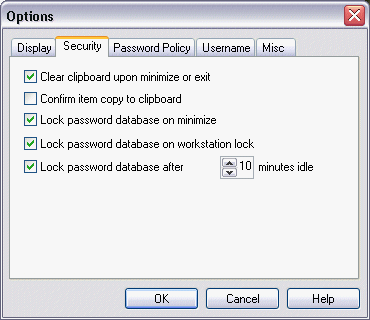 Options
Display Security Password Policy Username Misc
Clear clipboard upon minimize or exit
Confirm item copy to clipboard
Lock password database on minimize
Lock password database on workstation lock
Lock password database after 10 minutes idle
OK Cancel Help